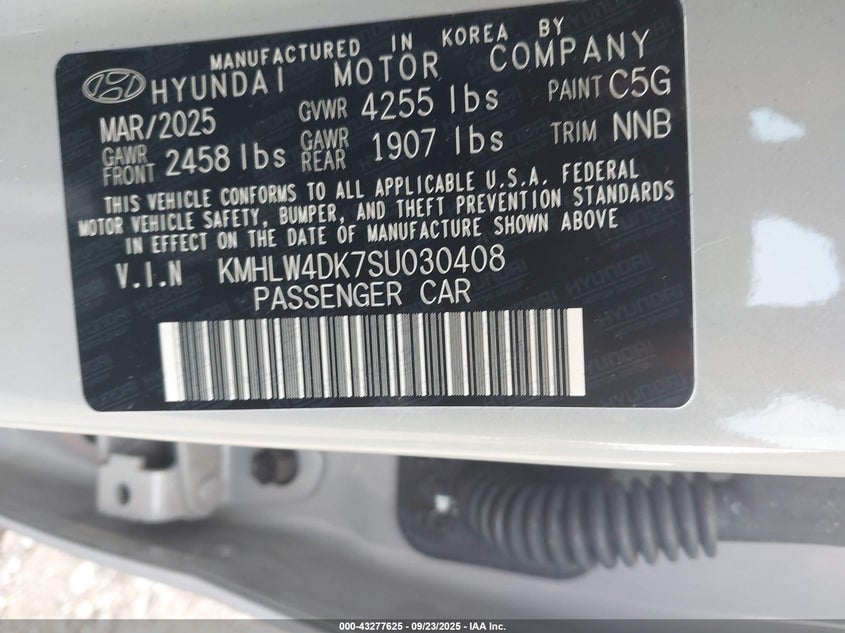 MANUFACTURED IN KOREA BY
HYUNDAI MOTOR COMPANY
MAR/2025 GVWR 4255 lbs PAINT C5G
GAWR FRONT 2458 lbs GAWR REAR 1907 lbs TRIM NNB
THIS VEHICLE CONFORMS TO ALL APPLICABLE U.S.A. FEDERAL
MOTOR VEHICLE SAFETY, BUMPER, AND THEFT PREVENTION STANDARDS
IN EFFECT ON THE DATE OF MANUFACTURE SHOWN ABOVE
V.I.N KMHLW4DK7SU030408
PASSENGER CAR
000-43277625 | 09/23/2025 | IAA Inc.